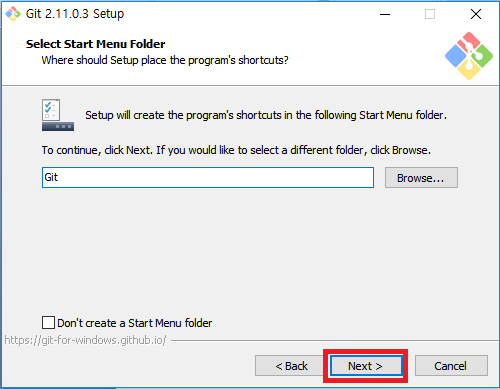 Git 2.11.0.3 Setup
Select Start Menu Folder
Where should Setup place the program's shortcuts?
Setup will create the program's shortcuts in the following Start Menu folder.
To continue, click Next. If you would like to select a different folder, click Browse.
Git
Browse...
Don't create a Start Menu folder
https://git-for-windows.github.io/
< Back
Next >
Cancel